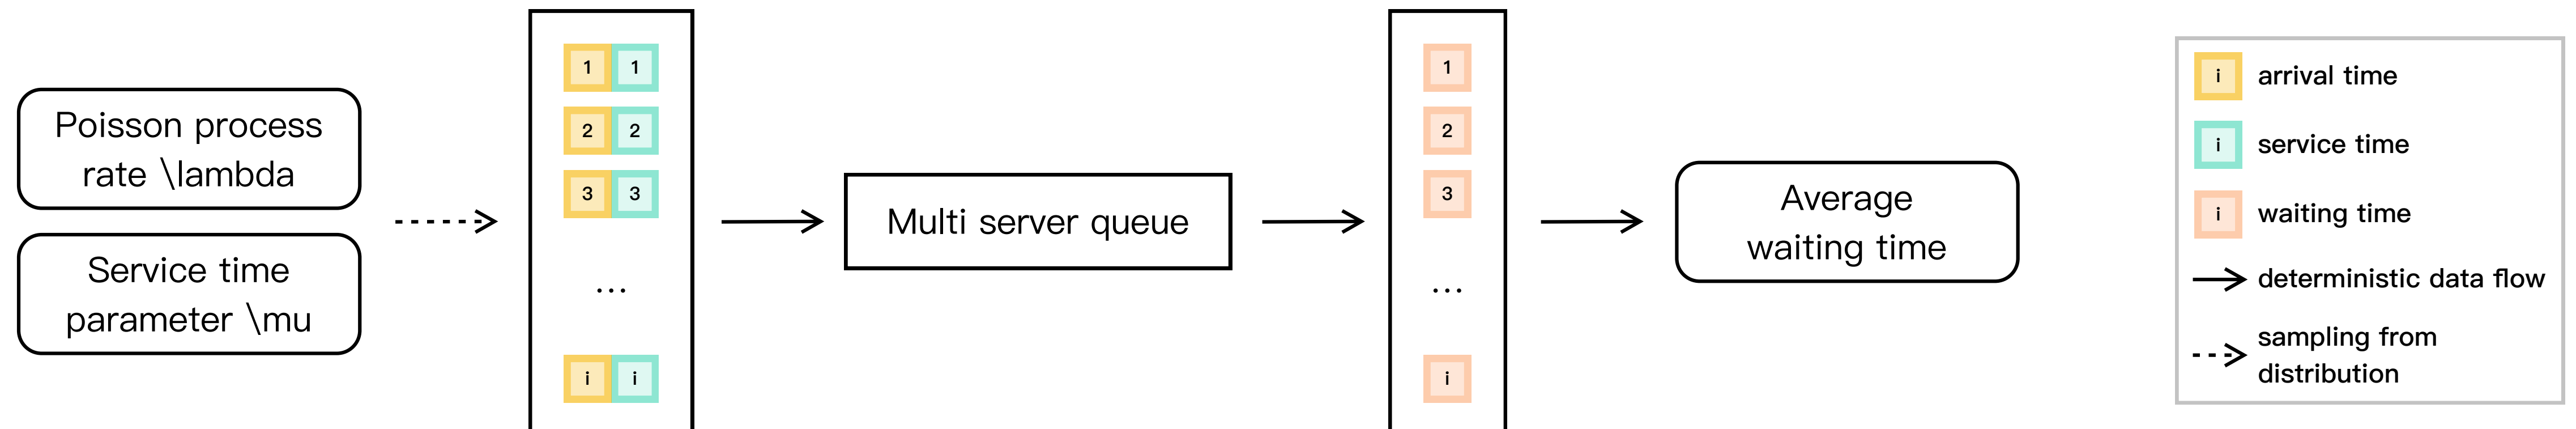 Poisson process
rate \lambda
Service time
parameter \mu
1 1
2 2
3 3
...
i i
Multi server queue
1
2
3
...
i
Average
waiting time
i arrival time
i service time
i waiting time
deterministic data flow
sampling from
distribution